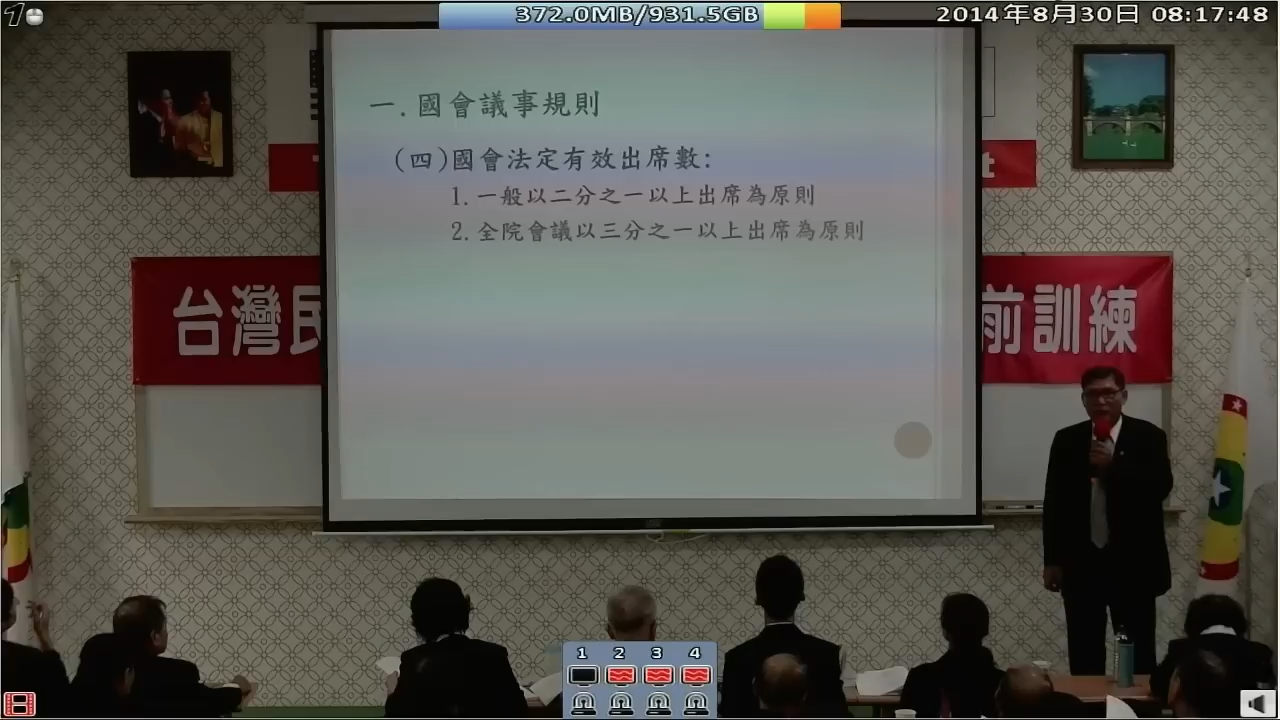 372.0MB/931.5GB
2014年8月30日 08:17:48
一.國會議事規則
(四)國會法定有效出席數:
1.一般以二分之一以上出席為原則
2.全院會議以三分之一以上出席為原則
t
台灣民
前訓練
1 2 3 4